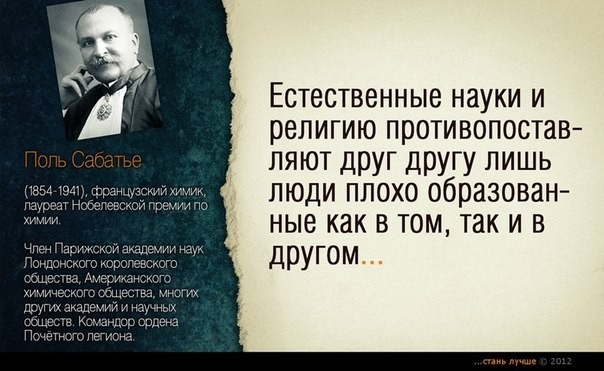 Поль Сабатье
(1854-1941), французский химик,
лауреат Нобелевской премии по
химии.
Член Парижской академии наук
Лондонского королевского
общества, Американского
химического общества, многих
других академий и научных
обществ. Командор ордена
Почётного легиона.
Естественные науки и
религию противопостав-
ляют друг другу лишь
люди плохо образован-
ные как в том, так и в
другом...
...стань лучше © 2012